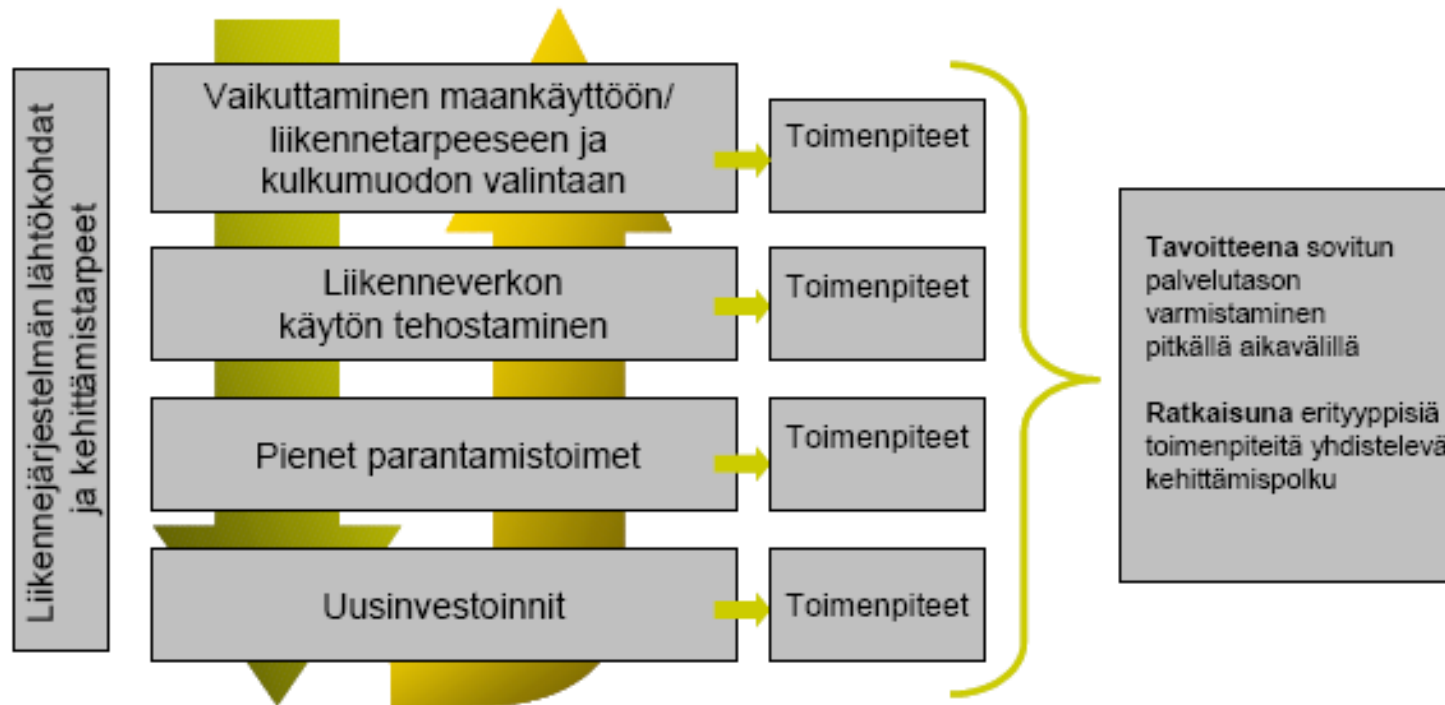 Liikennejärjestelmän lähtökohdat
ja kehittämistarpeet
Vaikuttaminen maankäyttöön/
liikennetarpeeseen ja
kulkumuodon valintaan
Toimenpiteet
Liikenneverkon
käytön tehostaminen
Toimenpiteet
Pienet parantamistoimet
Toimenpiteet
Uusinvestoinnit
Toimenpiteet
Tavoitteena sovitun
palvelutason
varmistaminen
pitkällä aikavälillä
Ratkaisuna erityyppisiä
toimenpiteitä yhdistelevä
kehittämispolku